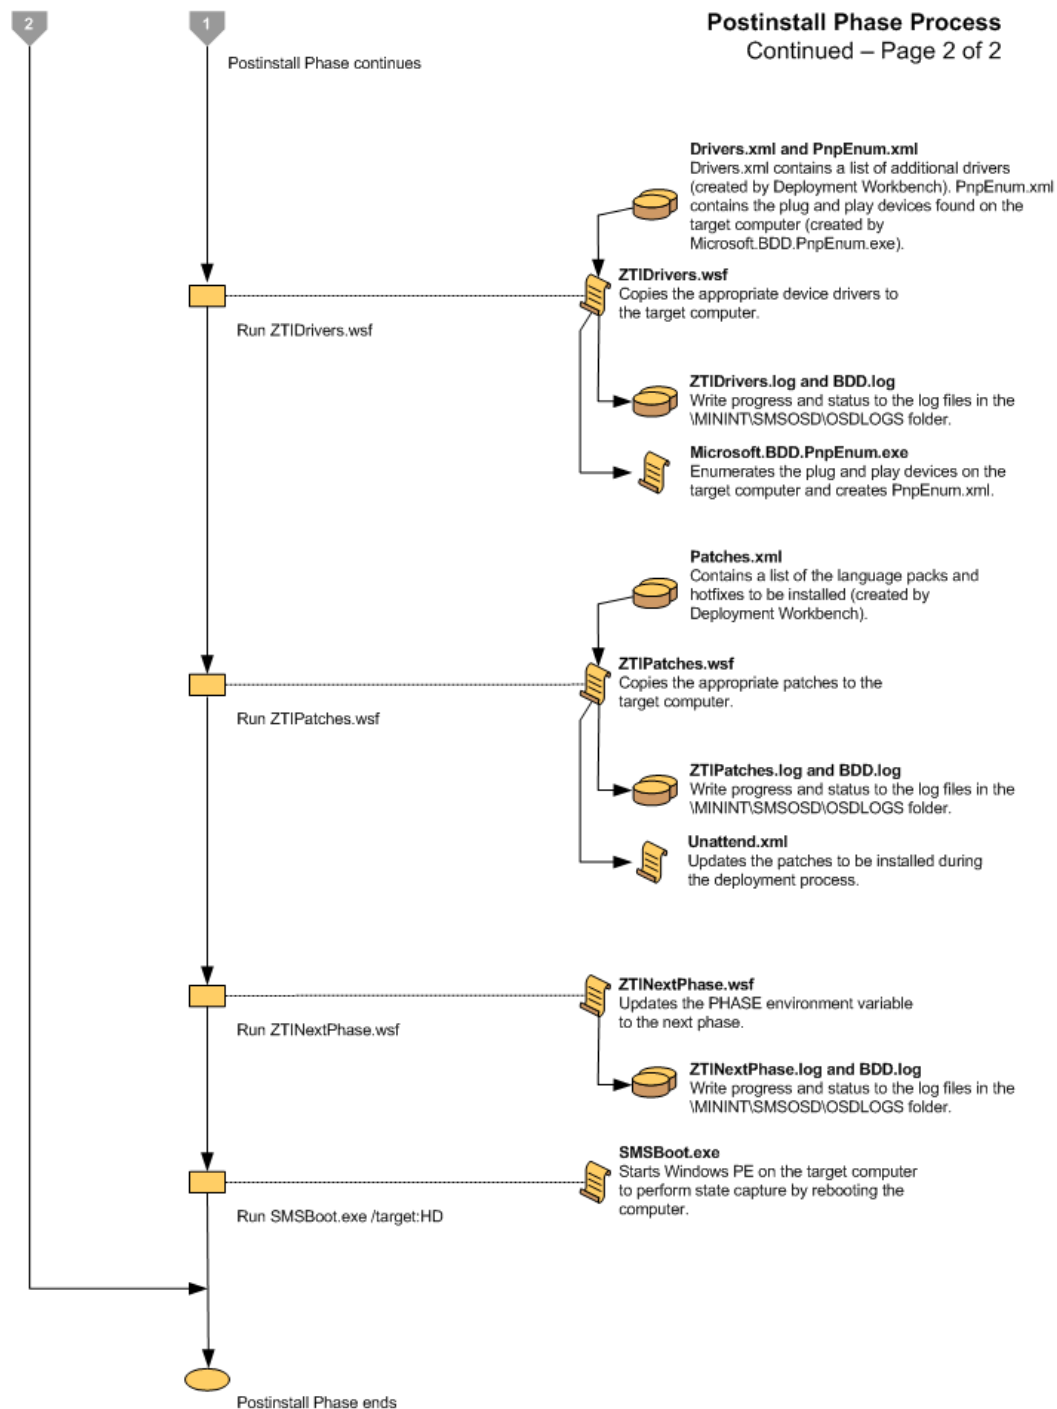 2
1
Postinstall Phase Process
Continued – Page 2 of 2
Postinstall Phase continues
Drivers.xml and PnpEnum.xml
Drivers.xml contains a list of additional drivers
(created by Deployment Workbench). PnpEnum.xml
contains the plug and play devices found on the
target computer (created by
Microsoft.BDD.PnpEnum.exe).
ZTIDrivers.wsf
Copies the appropriate device drivers to
the target computer.
Run ZTIDrivers.wsf
ZTIDrivers.log and BDD.log
Write progress and status to the log files in the
\MININT\SMSOSD\OSDLOGS folder.
Microsoft.BDD.PnpEnum.exe
Enumerates the plug and play devices on the
target computer and creates PnpEnum.xml.
Patches.xml
Contains a list of the language packs and
hotfixes to be installed (created by
Deployment Workbench).
ZTIPatches.wsf
Copies the appropriate patches to the
target computer.
Run ZTIPatches.wsf
ZTIPatches.log and BDD.log
Write progress and status to the log files in the
\MININT\SMSOSD\OSDLOGS folder.
Unattend.xml
Updates the patches to be installed during
the deployment process.
ZTINextPhase.wsf
Updates the PHASE environment variable
to the next phase.
Run ZTINextPhase.wsf
ZTINextPhase.log and BDD.log
Write progress and status to the log files in the
\MININT\SMSOSD\OSDLOGS folder.
SMSBoot.exe
Starts Windows PE on the target computer
to perform state capture by rebooting the
computer.
Run SMSBoot.exe /target:HD
Postinstall Phase ends